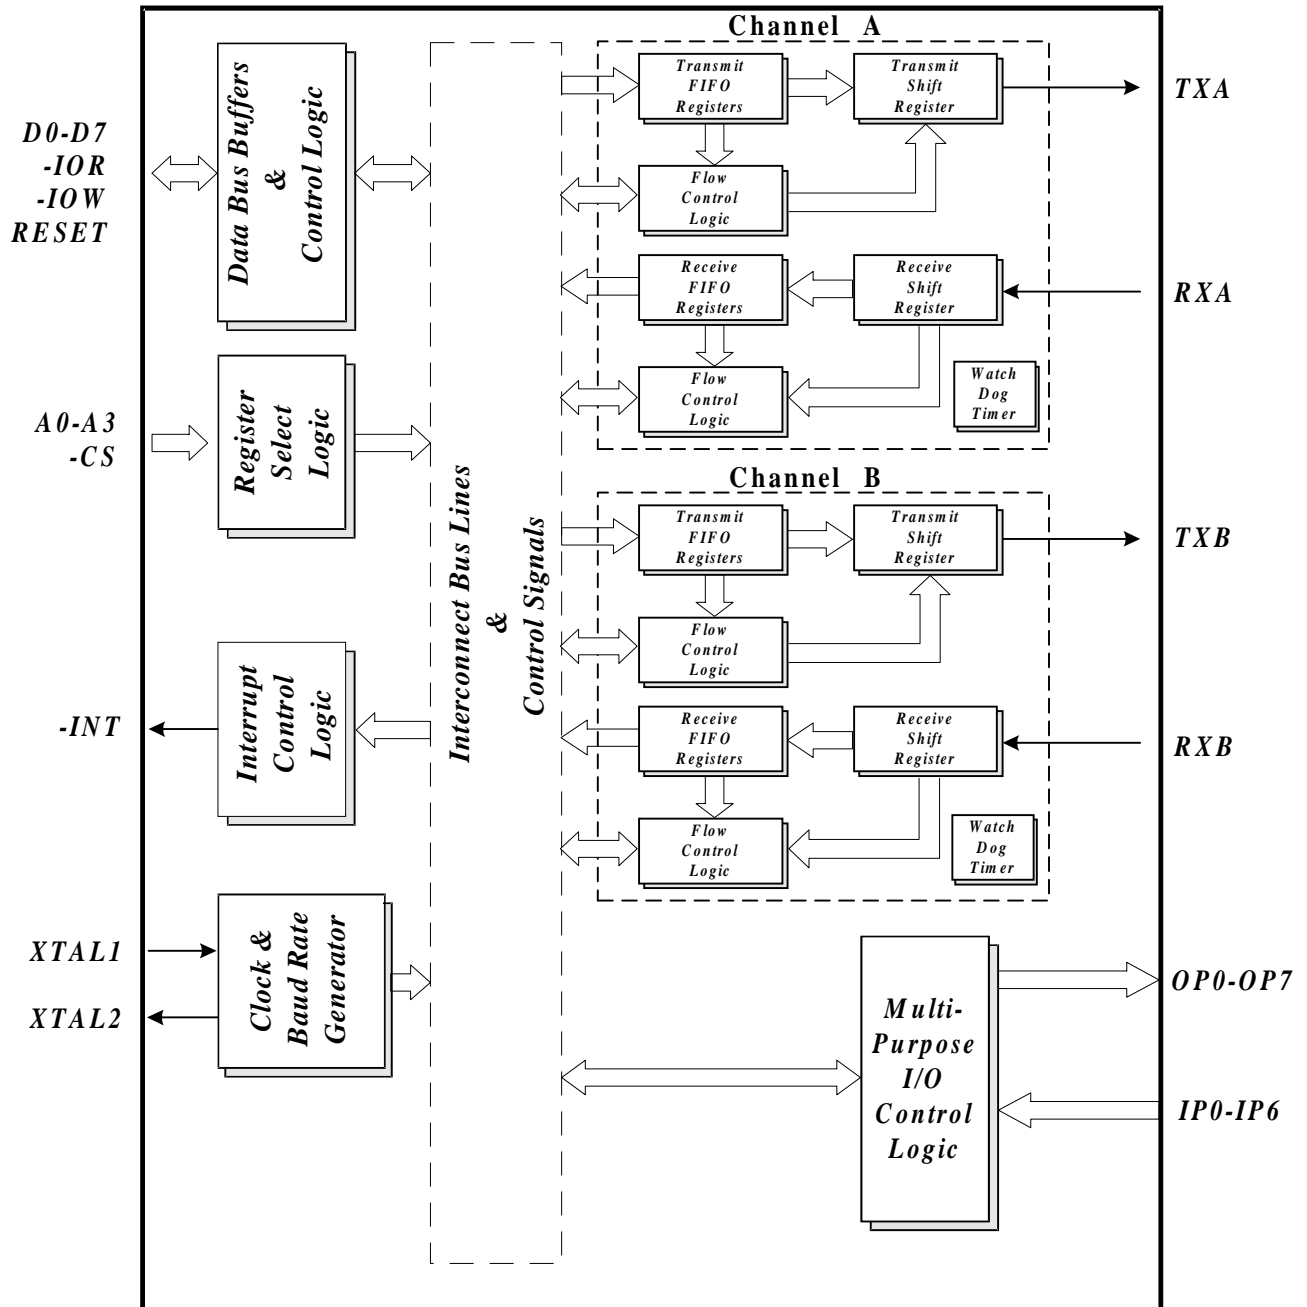 D0-D7
-IOR
-IOW
RESET
A0-A3
-CS
-INT
XTAL1
XTAL2
Data Bus Buffers
&
Control Logic
Register
Select
Logic
Interrupt
Control
Logic
Clock &
Baud Rate
Generator
Interconnect Bus Lines
&
Control Signals
Channel A
Transmit
FIFO
Registers
Transmit
Shift
Register
Flow
Control
Logic
Receive
FIFO
Registers
Receive
Shift
Register
Flow
Control
Logic
Watch
Dog
Timer
Channel B
Transmit
FIFO
Registers
Transmit
Shift
Register
Flow
Control
Logic
Receive
FIFO
Registers
Receive
Shift
Register
Flow
Control
Logic
Watch
Dog
Timer
Multi-
Purpose
I/O
Control
Logic
TXA
RXA
TXB
RXB
OP0-OP7
IP0-IP6